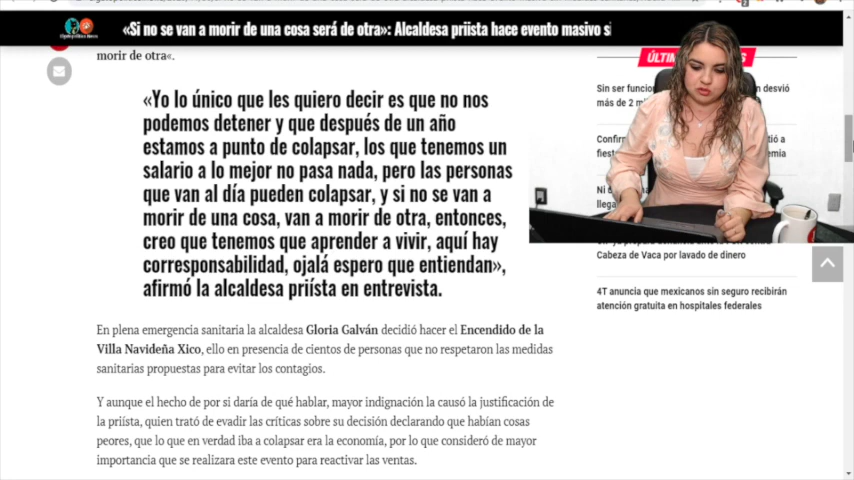 «Si no se van a morir de una cosa será de otra»: Alcaldesa priista hace evento masivo
ÚLTI
morir de otra«.
Sin ser funcion
n desvió
más de 2 m
«Yo lo único que les quiero decir es que no nos
podemos detener y que después de un año
estamos a punto de colapsar, los que tenemos un
salario a lo mejor no pasa nada, pero las personas
que van al día pueden colapsar, y si no se van a
morir de una cosa, van a morir de otra, entonces,
creo que tenemos que aprender a vivir, aquí hay
corresponsabilidad, ojalá espero que entiendan»,
afirmó la alcaldesa priísta en entrevista.
Confir
tió a
fiest
emia
llega
Cabeza de Vaca por lavado de dinero
4T anuncia que mexicanos sin seguro recibirán
atención gratuita en hospitales federales
En plena emergencia sanitaria la alcaldesa Gloria Galván decidió hacer el Encendido de la
Villa Navideña Xico, ello en presencia de cientos de personas que no respetaron las medidas
sanitarias propuestas para evitar los contagios.
Y aunque el hecho de por si daría de qué hablar, mayor indignación la causó la justificación de
la priísta, quien trató de evadir las críticas sobre su decisión declarando que habían cosas
peores, que lo que en verdad iba a colapsar era la economía, por lo que consideró de mayor
importancia que se realizara este evento para reactivar las ventas.